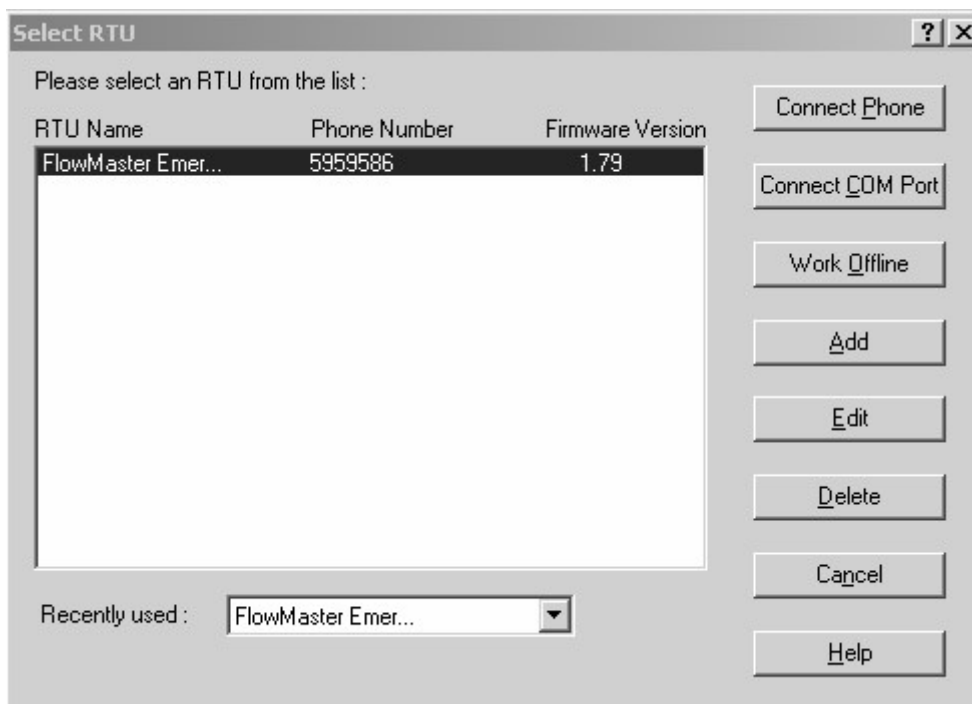 Select RTU
Please select an RTU from the list :
RTU Name Phone Number Firmware Version
FlowMaster Emer... 5959586 1.79
Recently used : FlowMaster Emer...
Connect Phone
Connect COM Port
Work Offline
Add
Edit
Delete
Cancel
Help